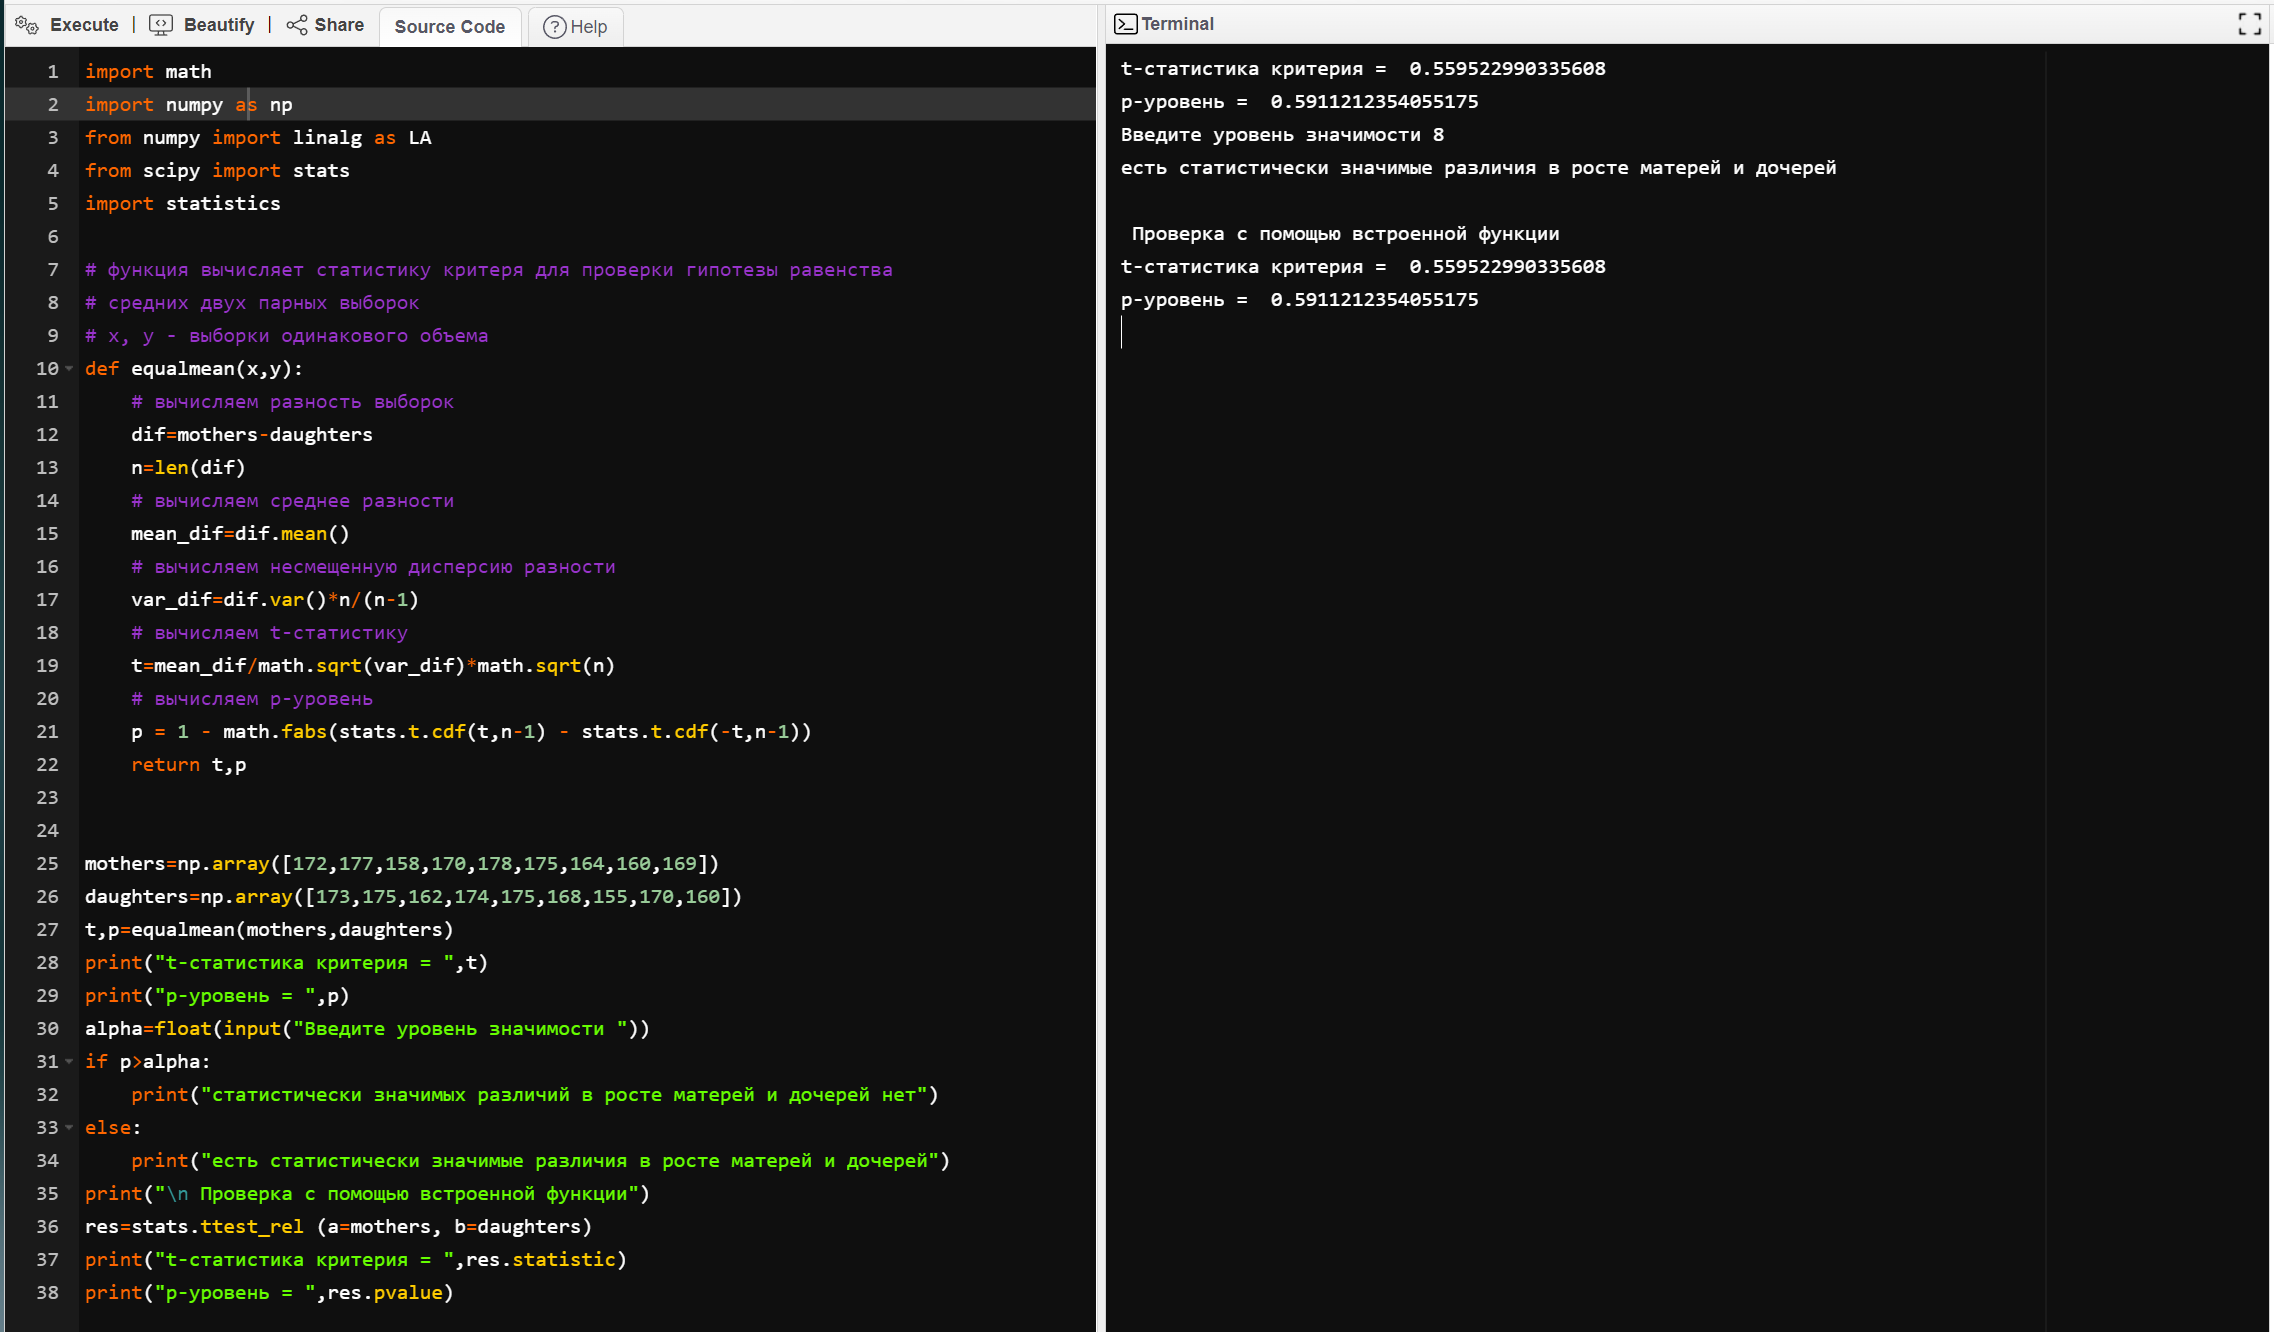 Execute | Beautify | Share Source Code Help
1 import math
2 import numpy as np
3 from numpy import linalg as LA
4 from scipy import stats
5 import statistics
6
7 # функция вычисляет статистику критеря для проверки гипотезы равенства
8 # средних двух парных выборок
9 # x, y - выборки одинакового объема
10 def equalmean(x,y):
11     # вычисляем разность выборок
12     dif=mothers-daughters
13     n=len(dif)
14     # вычисляем среднее разности
15     mean_dif=dif.mean()
16     # вычисляем несмещенную дисперсию разности
17     var_dif=dif.var()*n/(n-1)
18     # вычисляем t-статистику
19     t=mean_dif/math.sqrt(var_dif)*math.sqrt(n)
20     # вычисляем p-уровень
21     p = 1 - math.fabs(stats.t.cdf(t,n-1) - stats.t.cdf(-t,n-1))
22     return t,p
23
24
25 mothers=np.array([172,177,158,170,178,175,164,160,169])
26 daughters=np.array([173,175,162,174,175,168,155,170,160])
27 t,p=equalmean(mothers,daughters)
28 print("t-статистика критерия = ",t)
29 print("p-уровень = ",p)
30 alpha=float(input("Введите уровень значимости "))
31 if p>alpha:
32     print("статистически значимых различий в росте матерей и дочерей нет")
33 else:
34     print("есть статистически значимые различия в росте матерей и дочерей")
35 print("\n Проверка с помощью встроенной функции")
36 res=stats.ttest_rel (a=mothers, b=daughters)
37 print("t-статистика критерия = ",res.statistic)
38 print("p-уровень = ",res.pvalue)
Terminal
t-статистика критерия =  0.559522990335608
p-уровень =  0.5911212354055175
Введите уровень значимости 8
есть статистически значимые различия в росте матерей и дочерей
Проверка с помощью встроенной функции
t-статистика критерия =  0.559522990335608
p-уровень =  0.5911212354055175